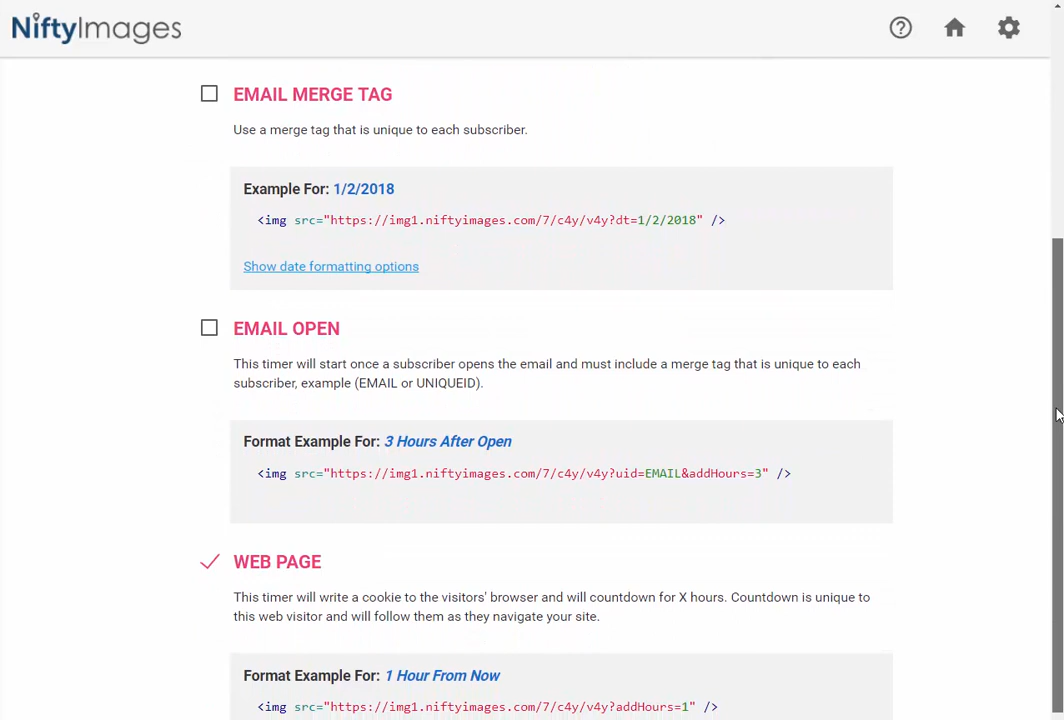 NiftyImages
EMAIL MERGE TAG
Use a merge tag that is unique to each subscriber.
Example For: 1/2/2018
<img src="https://img1.niftyimages.com/7/c4y/v4y?dt=1/2/2018" />
Show date formatting options
EMAIL OPEN
This timer will start once a subscriber opens the email and must include a merge tag that is unique to each
subscriber, example (EMAIL or UNIQUEID).
Format Example For: 3 Hours After Open
<img src="https://img1.niftyimages.com/7/c4y/v4y?uid=EMAIL&addHours=3" />
WEB PAGE
This timer will write a cookie to the visitors' browser and will countdown for X hours. Countdown is unique to
this web visitor and will follow them as they navigate your site.
Format Example For: 1 Hour From Now
<img src="https://img1.niftyimages.com/7/c4y/v4y?addHours=1" />